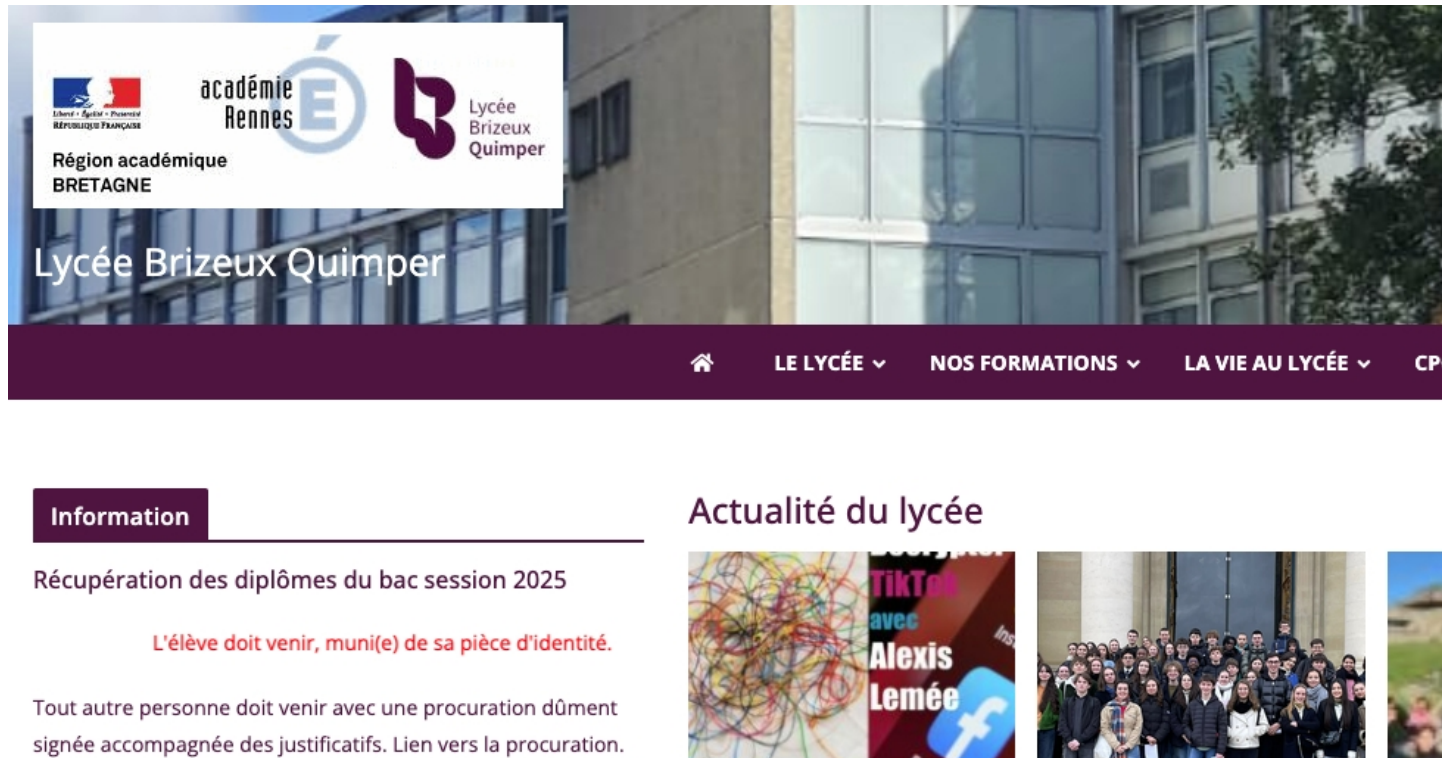 Liberté • Égalité • Fraternité
RÉPUBLIQUE FRANÇAISE
Région académique
BRETAGNE
académie
Rennes
É
Lycée
Brizeux
Quimper
Lycée Brizeux Quimper
LE LYCÉE NOS FORMATIONS LA VIE AU LYCÉE
Information
Récupération des diplômes du bac session 2025
L'élève doit venir, muni(e) de sa pièce d'identité.
Tout autre personne doit venir avec une procuration dûment
signée accompagnée des justificatifs. Lien vers la procuration.
Actualité du lycée
TikTok
avec
Alexis
Lemée